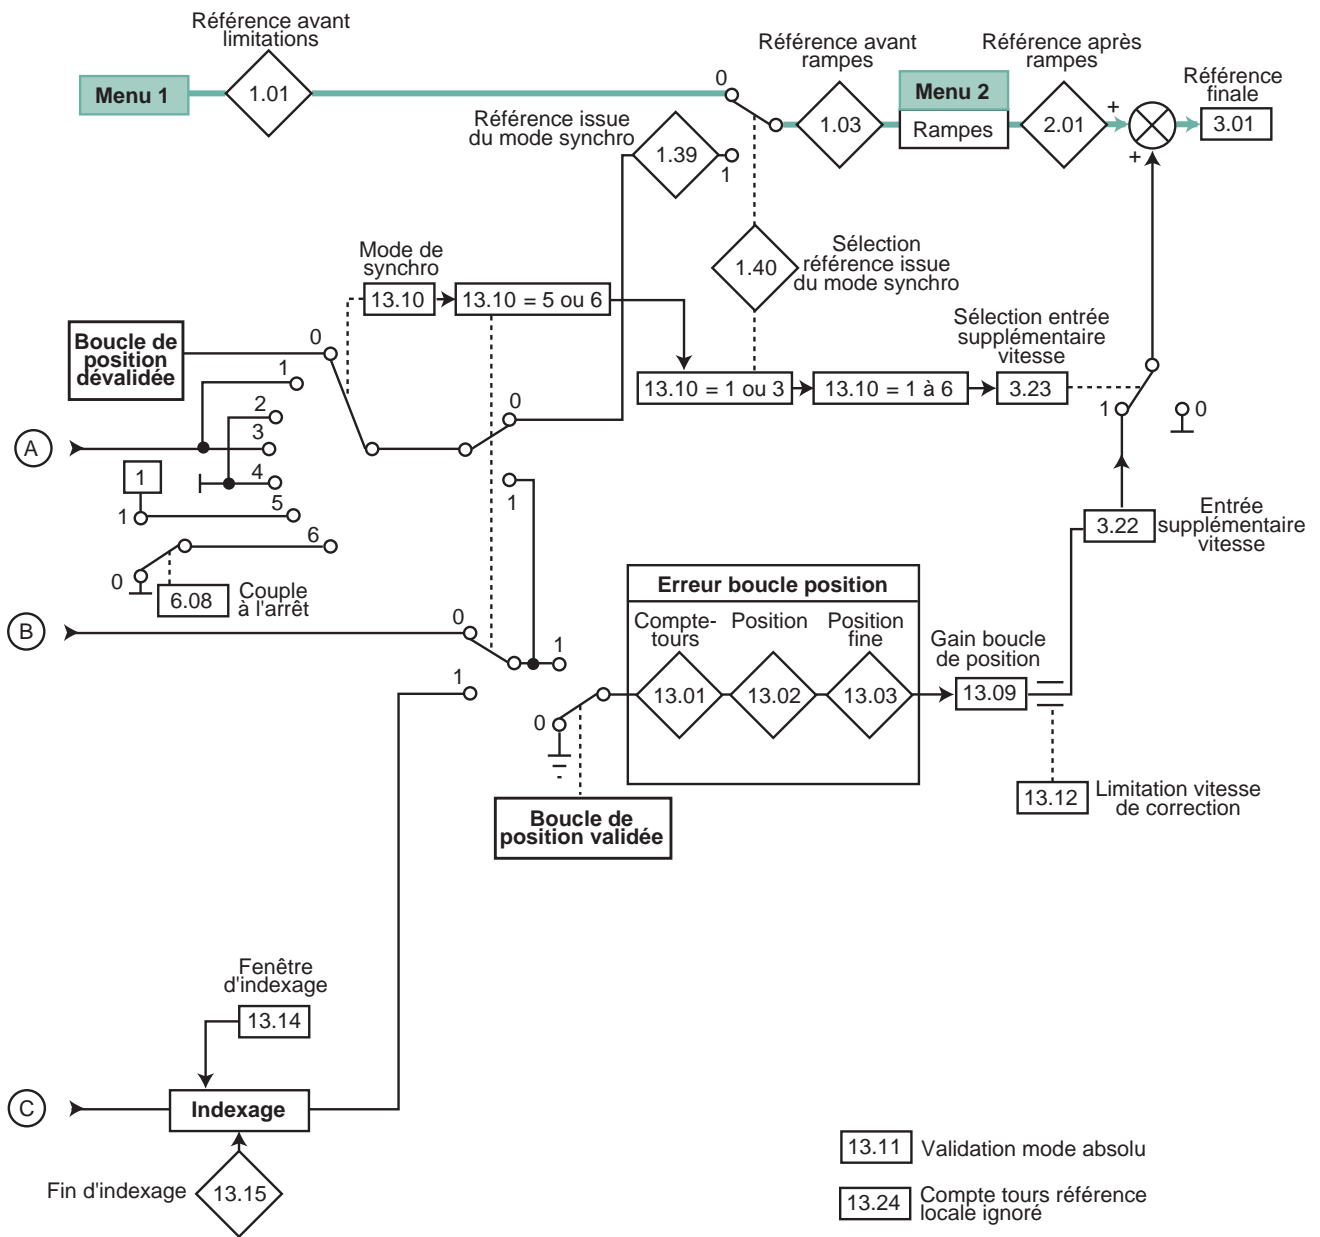 Référence avant
limitations
Menu 1
1.01
0
Référence avant
rampes
1.03
Menu 2
Rampes
Référence après
rampes
2.01
+
+
Référence
finale
3.01
Référence issue
du mode synchro
1.39
1
1.40
Sélection
référence issue
du mode synchro
Mode de
synchro
13.10
13.10 = 5 ou 6
13.10 = 1 ou 3
13.10 = 1 à 6
Sélection entrée
supplémentaire
vitesse
3.23
1
0
Boucle de
position
dévalidée
0
1
2
3
4
5
6
A
1
1
0
6.08
Couple
à l'arrêt
0
1
3.22
Entrée
supplémentaire
vitesse
B
0
1
1
0
Erreur boucle position
Compte-
tours
Position
Position
fine
13.01
13.02
13.03
Gain boucle
de position
13.09
13.12
Limitation vitesse
de correction
Boucle de
position validée
Fenêtre
d'indexage
13.14
C
Indexage
Fin d'indexage
13.15
13.11
Validation mode absolu
13.24
Compte tours référence
locale ignoré